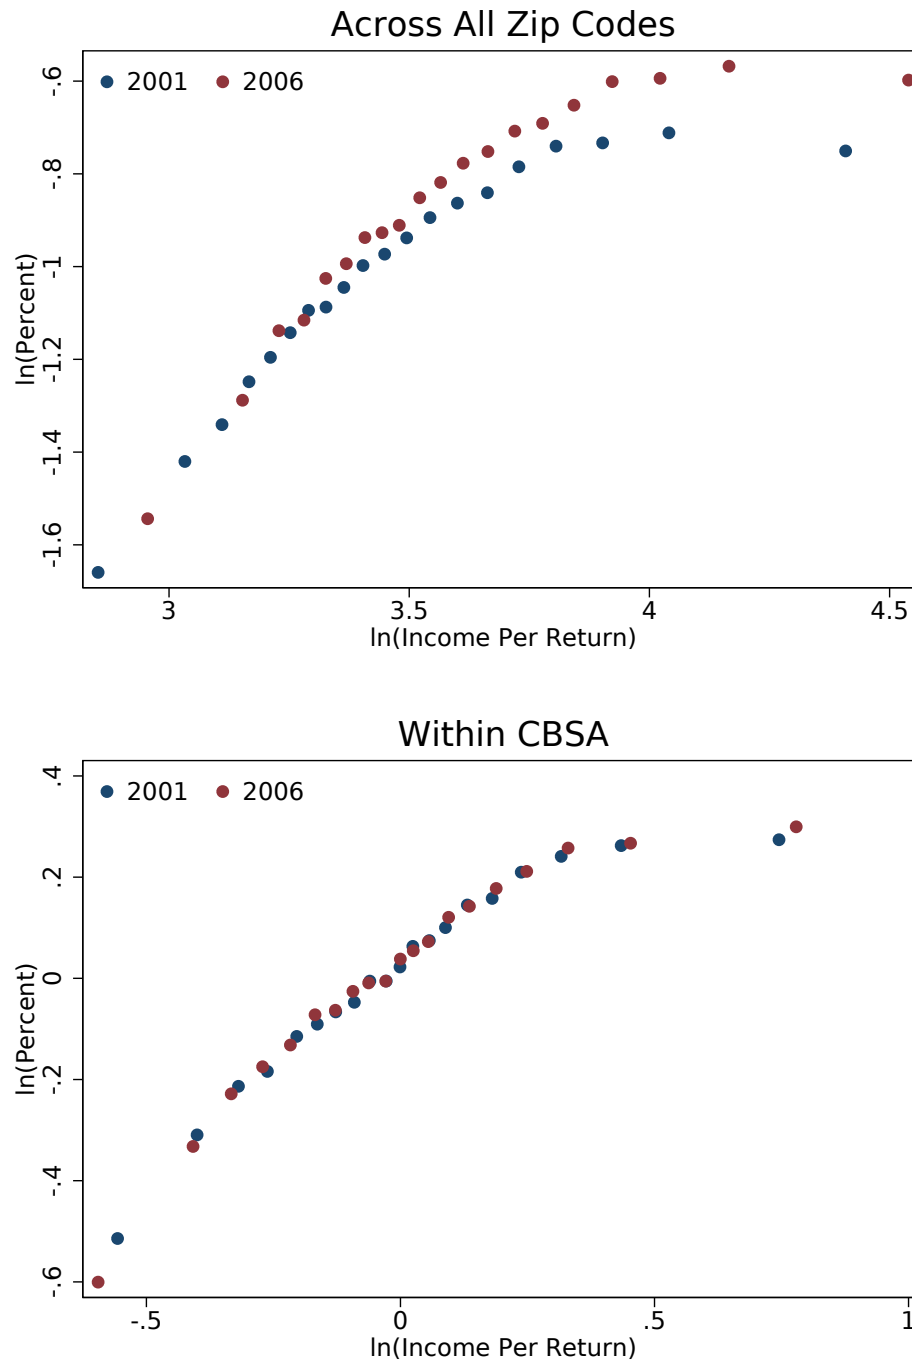 Across All Zip Codes
2001 2006
ln(Percent)
-.6
-.8
-1
-1.2
-1.4
-1.6
3 3.5 4 4.5
ln(Income Per Return)
Within CBSA
2001 2006
ln(Percent)
.4
.2
0
-.2
-.4
-.6
-.5 0 .5 1
ln(Income Per Return)